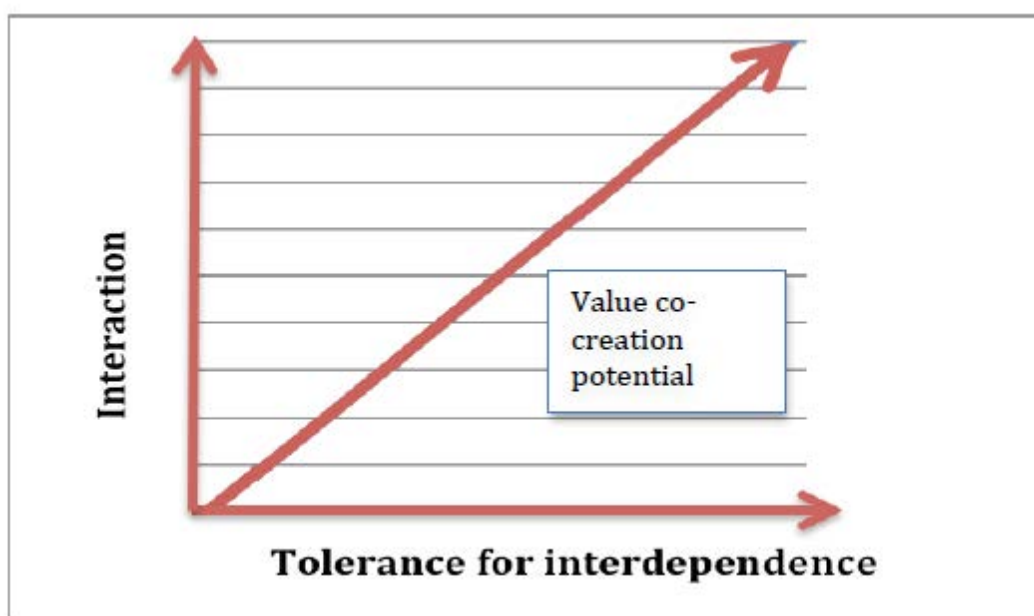 Interaction
Value co-
creation
potential
Tolerance for interdependence